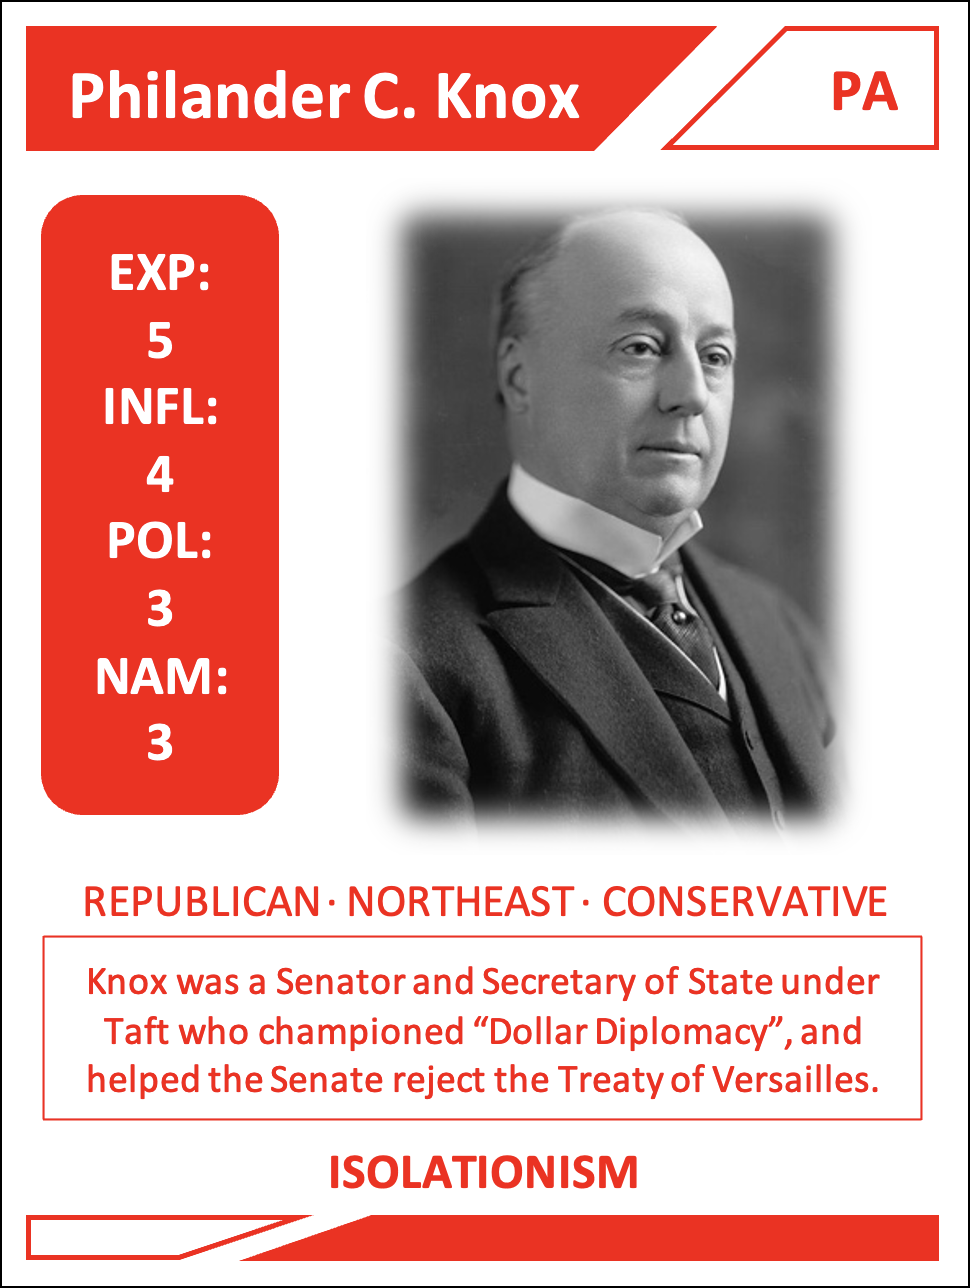 Philander C. Knox
PA
EXP:
5
INFL:
4
POL:
3
NAM:
3
REPUBLICAN · NORTHEAST · CONSERVATIVE
Knox was a Senator and Secretary of State under
Taft who championed “Dollar Diplomacy”, and
helped the Senate reject the Treaty of Versailles.
ISOLATIONISM